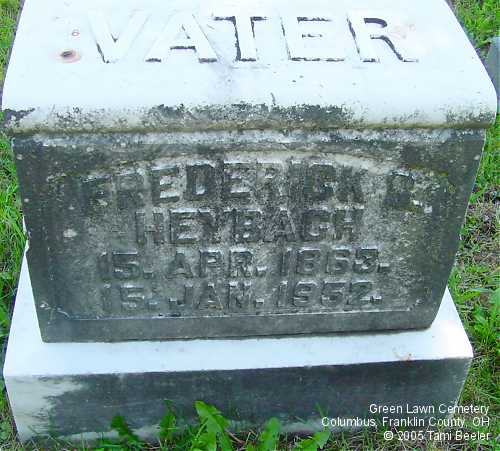 VATER
FREDERICK
HEYBACH
15. APR. 1863.
15. JAN. 1952.
Green Lawn Cemetery
Columbus, Franklin County, OH
© 2005 Tami Beeler